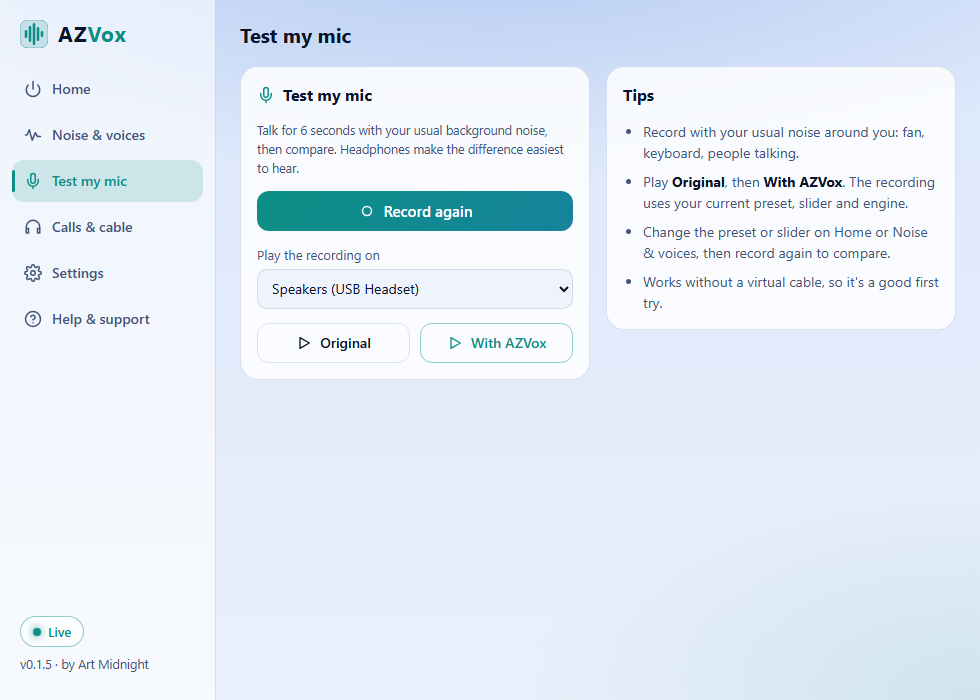 AZVox
Home
Noise & voices
Test my mic
Calls & cable
Settings
Help & support
Live
v0.1.5 · by Art Midnight
Test my mic
Test my mic
Talk for 6 seconds with your usual background noise,
then compare. Headphones make the difference easiest
to hear.
Record again
Play the recording on
Speakers (USB Headset)
Original
With AZVox
Tips
Record with your usual noise around you: fan,
keyboard, people talking.
Play Original, then With AZVox. The recording
uses your current preset, slider and engine.
Change the preset or slider on Home or Noise
& voices, then record again to compare.
Works without a virtual cable, so it's a good first
try.